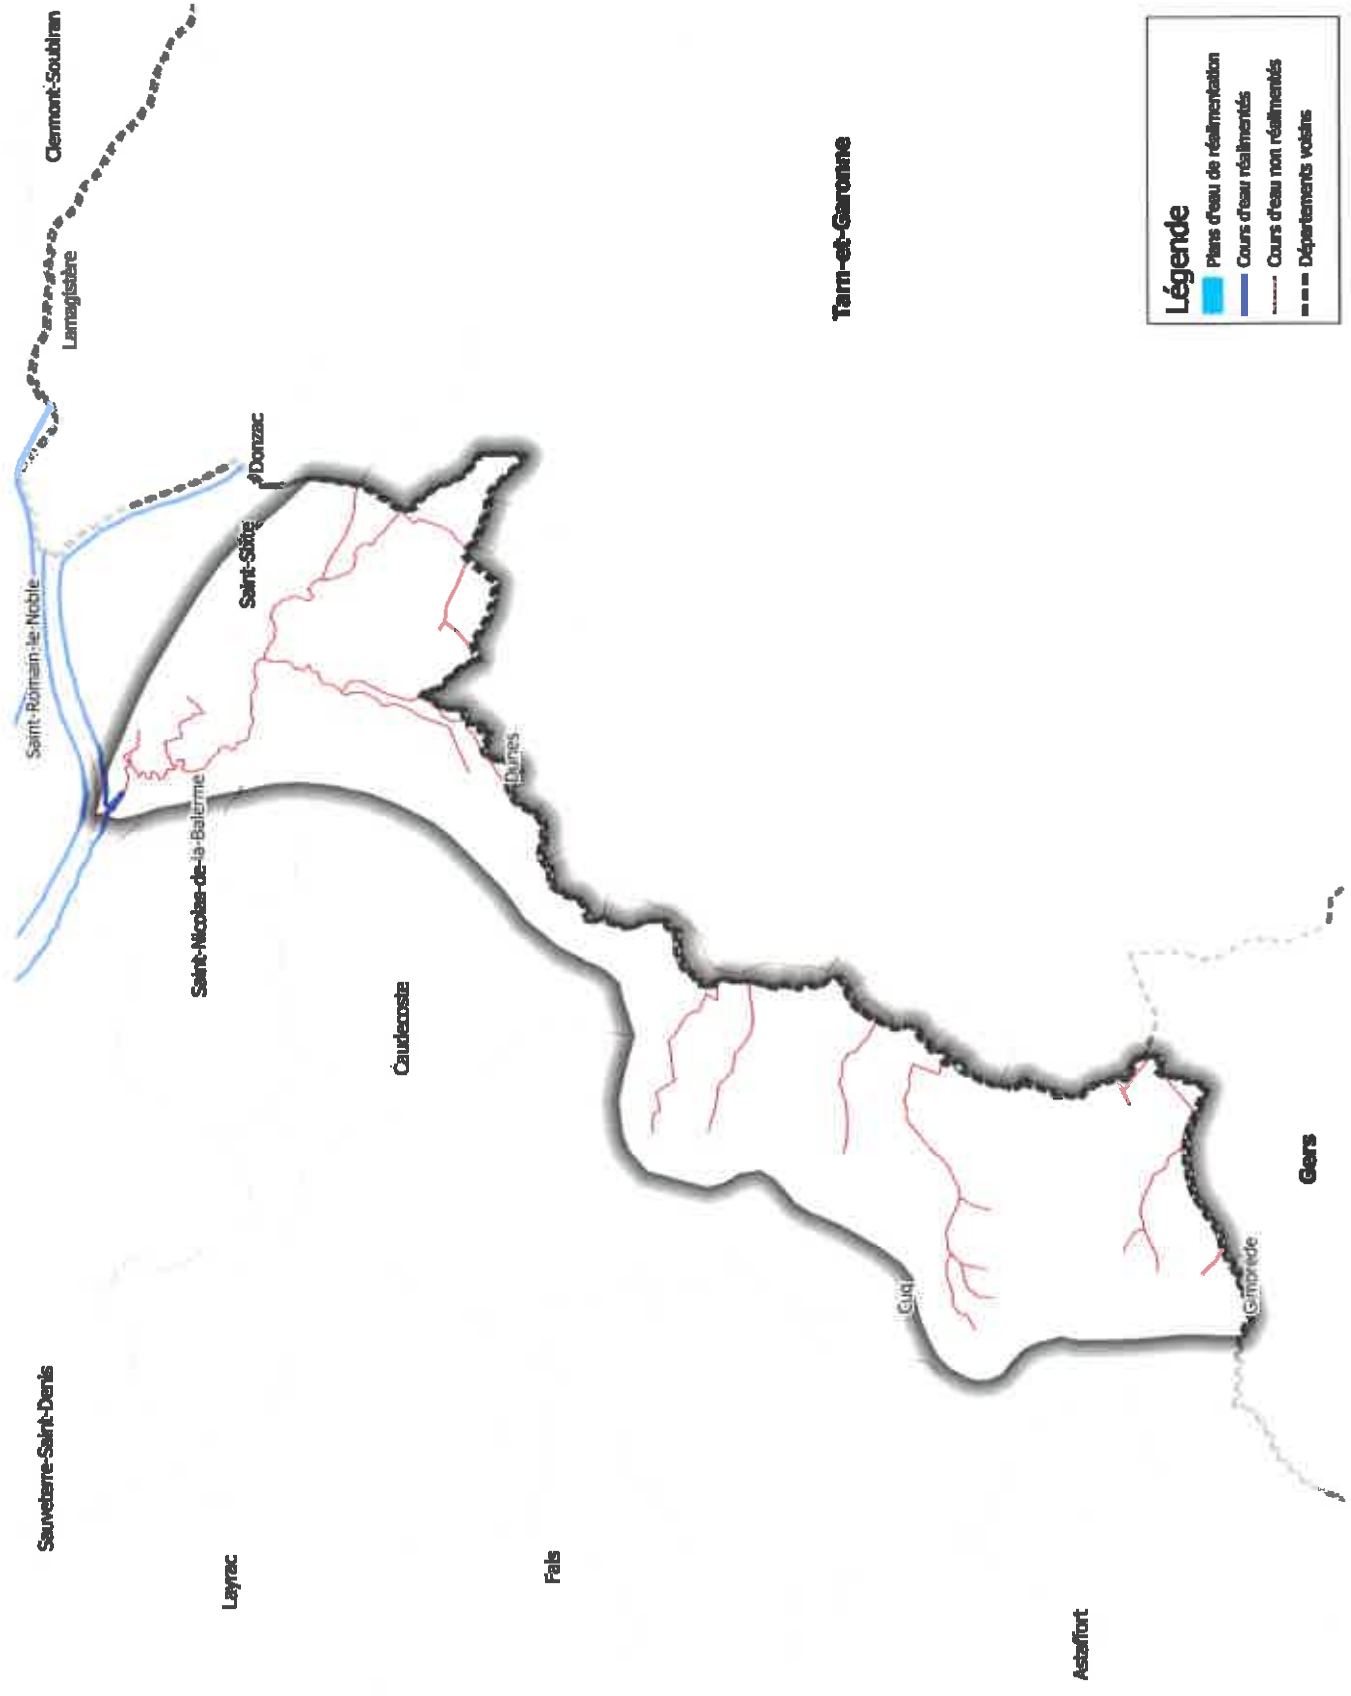 Sauveterre-Saint-Denis
Saint-Romain-le-Noble
Clermont-Soubiran
Lamagistère
Saint-Nicolas-de-la-Balerme
Layrac
Saint-Sixte
Donzac
Caudecoste
Dunes
Fals
Tarn-et-Garonne
Cuq
Astaffort
Gimbrède
Gers
Légende
Plans d'eau de réalimentation
Cours d'eau réalimentés
Cours d'eau non réalimentés
Départements voisins